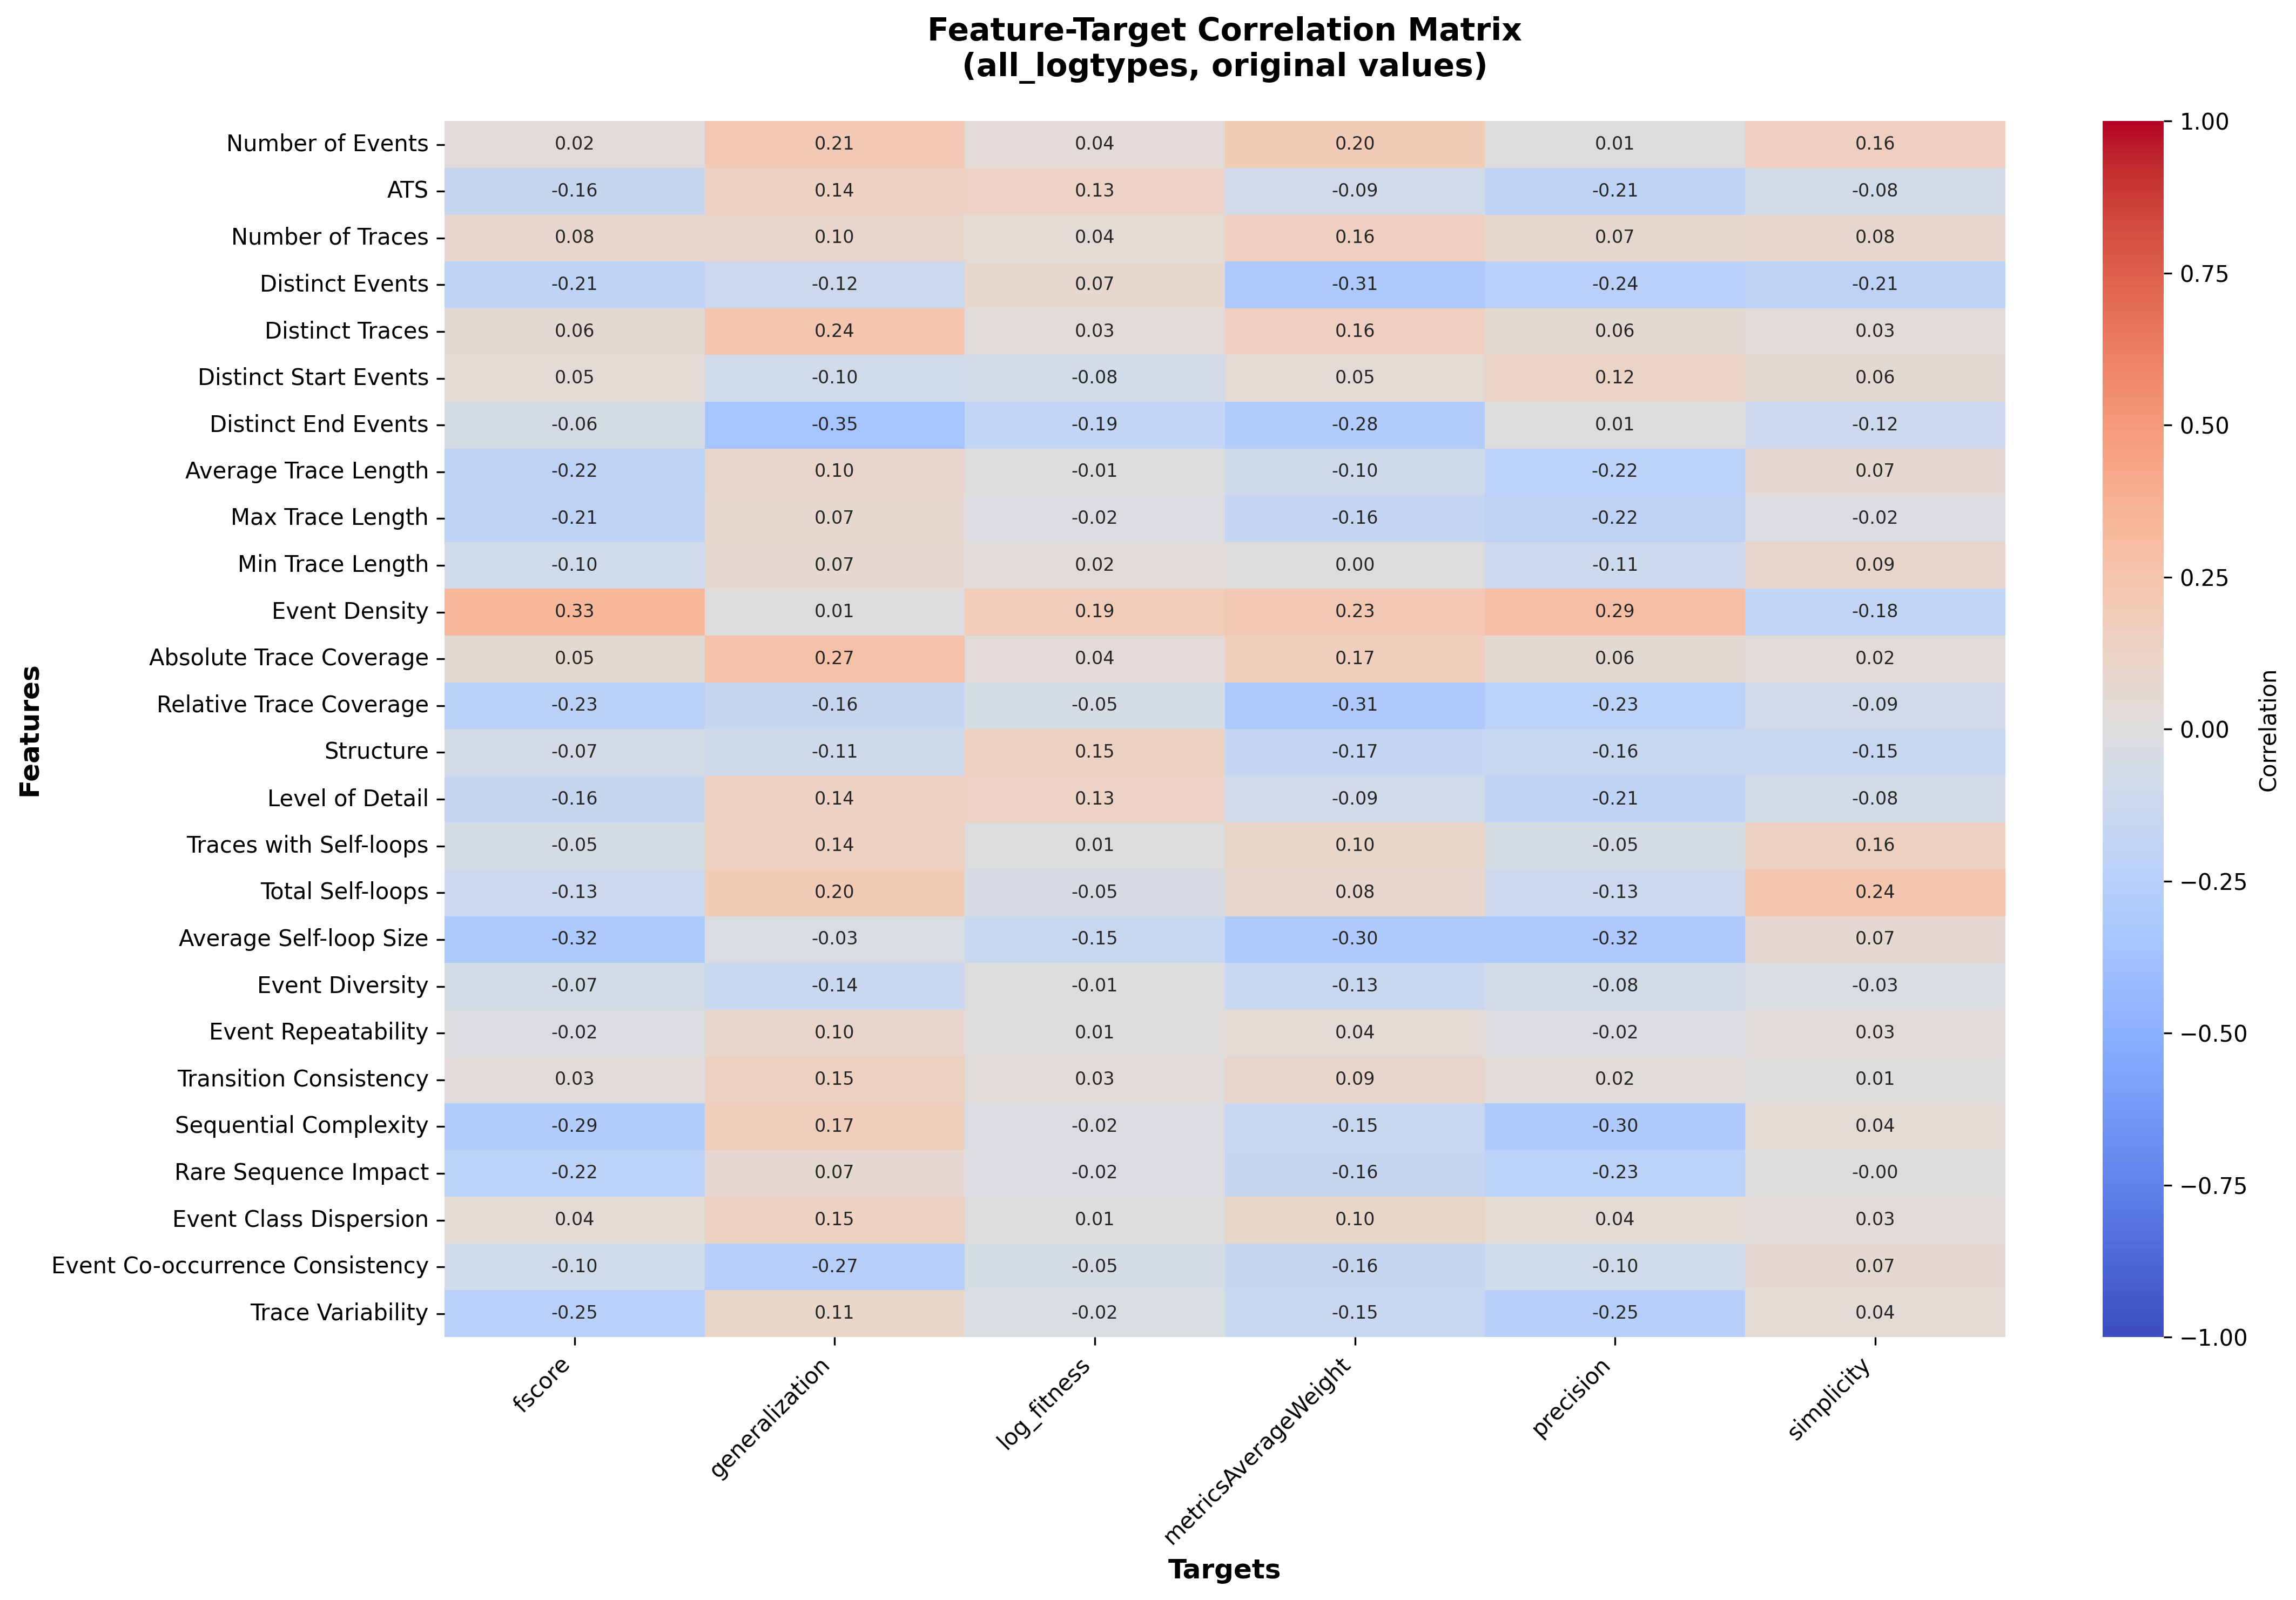 Feature-Target Correlation Matrix
(all_logtypes, original values)
Features
Number of Events 0.02 0.21 0.04 0.20 0.01 0.16
ATS -0.16 0.14 0.13 -0.09 -0.21 -0.08
Number of Traces 0.08 0.10 0.04 0.16 0.07 0.08
Distinct Events -0.21 -0.12 0.07 -0.31 -0.24 -0.21
Distinct Traces 0.06 0.24 0.03 0.16 0.06 0.03
Distinct Start Events 0.05 -0.10 -0.08 0.05 0.12 0.06
Distinct End Events -0.06 -0.35 -0.19 -0.28 0.01 -0.12
Average Trace Length -0.22 0.10 -0.01 -0.10 -0.22 0.07
Max Trace Length -0.21 0.07 -0.02 -0.16 -0.22 -0.02
Min Trace Length -0.10 0.07 0.02 0.00 -0.11 0.09
Event Density 0.33 0.01 0.19 0.23 0.29 -0.18
Absolute Trace Coverage 0.05 0.27 0.04 0.17 0.06 0.02
Relative Trace Coverage -0.23 -0.16 -0.05 -0.31 -0.23 -0.09
Structure -0.07 -0.11 0.15 -0.17 -0.16 -0.15
Level of Detail -0.16 0.14 0.13 -0.09 -0.21 -0.08
Traces with Self-loops -0.05 0.14 0.01 0.10 -0.05 0.16
Total Self-loops -0.13 0.20 -0.05 0.08 -0.13 0.24
Average Self-loop Size -0.32 -0.03 -0.15 -0.30 -0.32 0.07
Event Diversity -0.07 -0.14 -0.01 -0.13 -0.08 -0.03
Event Repeatability -0.02 0.10 0.01 0.04 -0.02 0.03
Transition Consistency 0.03 0.15 0.03 0.09 0.02 0.01
Sequential Complexity -0.29 0.17 -0.02 -0.15 -0.30 0.04
Rare Sequence Impact -0.22 0.07 -0.02 -0.16 -0.23 -0.00
Event Class Dispersion 0.04 0.15 0.01 0.10 0.04 0.03
Event Co-occurrence Consistency -0.10 -0.27 -0.05 -0.16 -0.10 0.07
Trace Variability -0.25 0.11 -0.02 -0.15 -0.25 0.04
fscore
generalization
log_fitness
metricsAverageWeight
precision
simplicity
Targets
1.00
0.75
0.50
0.25
0.00
−0.25
−0.50
−0.75
−1.00
Correlation